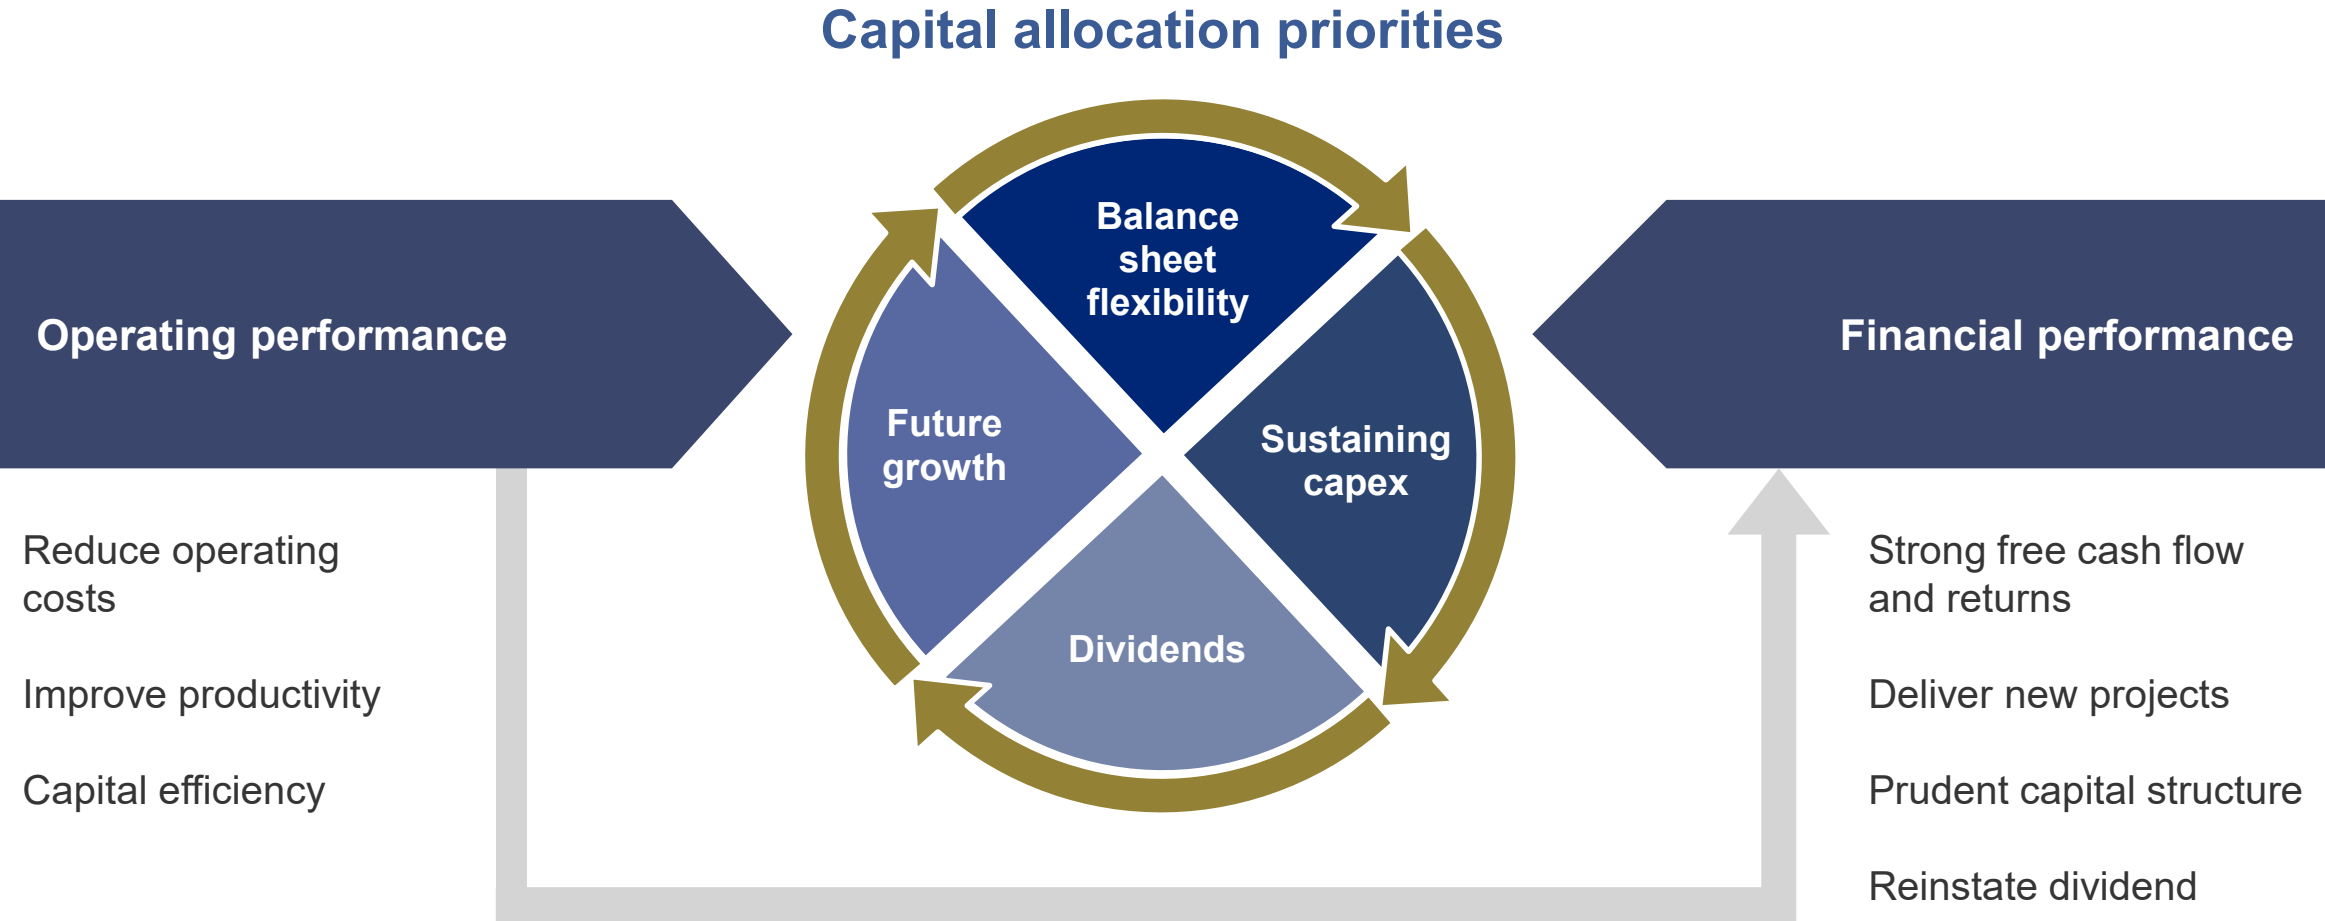 Capital allocation priorities
Operating performance
Reduce operating
costs
Improve productivity
Capital efficiency
Balance
sheet
flexibility
Sustaining
capex
Dividends
Future
growth
Financial performance
Strong free cash flow
and returns
Deliver new projects
Prudent capital structure
Reinstate dividend